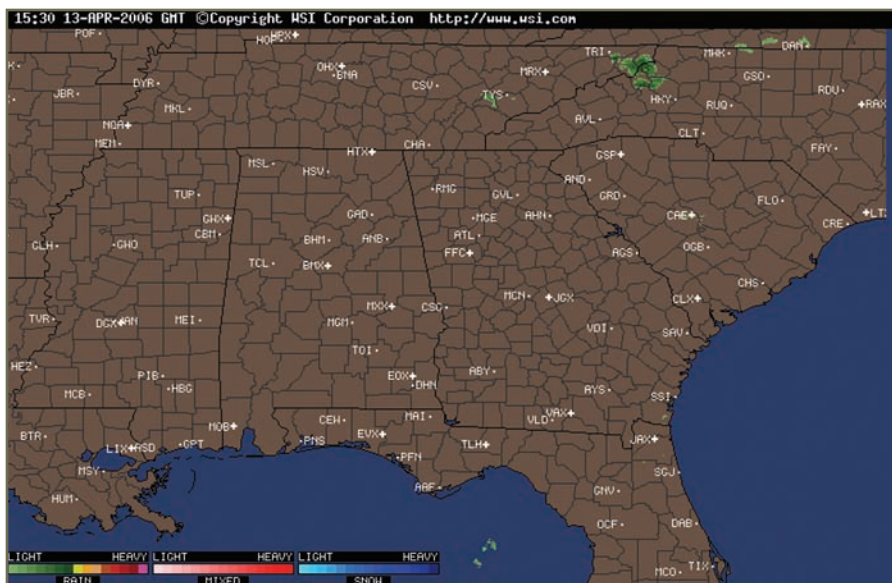 15:30 13-APR-2006 GMT ©Copyright WSI Corporation http://www.wsi.com
POF HOP HPX OHX BNA TRI MWK DAN
JBR DYR MKL CSV TYS MRX HKY GSO RUQ RDU RAX
NQA MEM AVL CLT FAY
MSL HSV HTX CHA GSP AND
TUP GWX CBM GAD RMG GVL MGE AHN GRD CAE FLO CRE LTX
GLH GWO TCL BHM BMX ANB ATL FFC AGS OGB CHS
TVR DGX JAN MEI MGM MXX CSG MCN JGX VDI CLX SAV
HEZ MCB PIB HBG TOI EOX DHN ABY AYS SSI
BTR LIX ASD GPT MOB PNS CEW EVX MAI PFN TLH VLD VAX JAX
MSY HUM AAF GNV SGJ
OCF DAB
MCO TIX
LIGHT HEAVY LIGHT HEAVY LIGHT HEAVY
RAIN MIXED SNOW